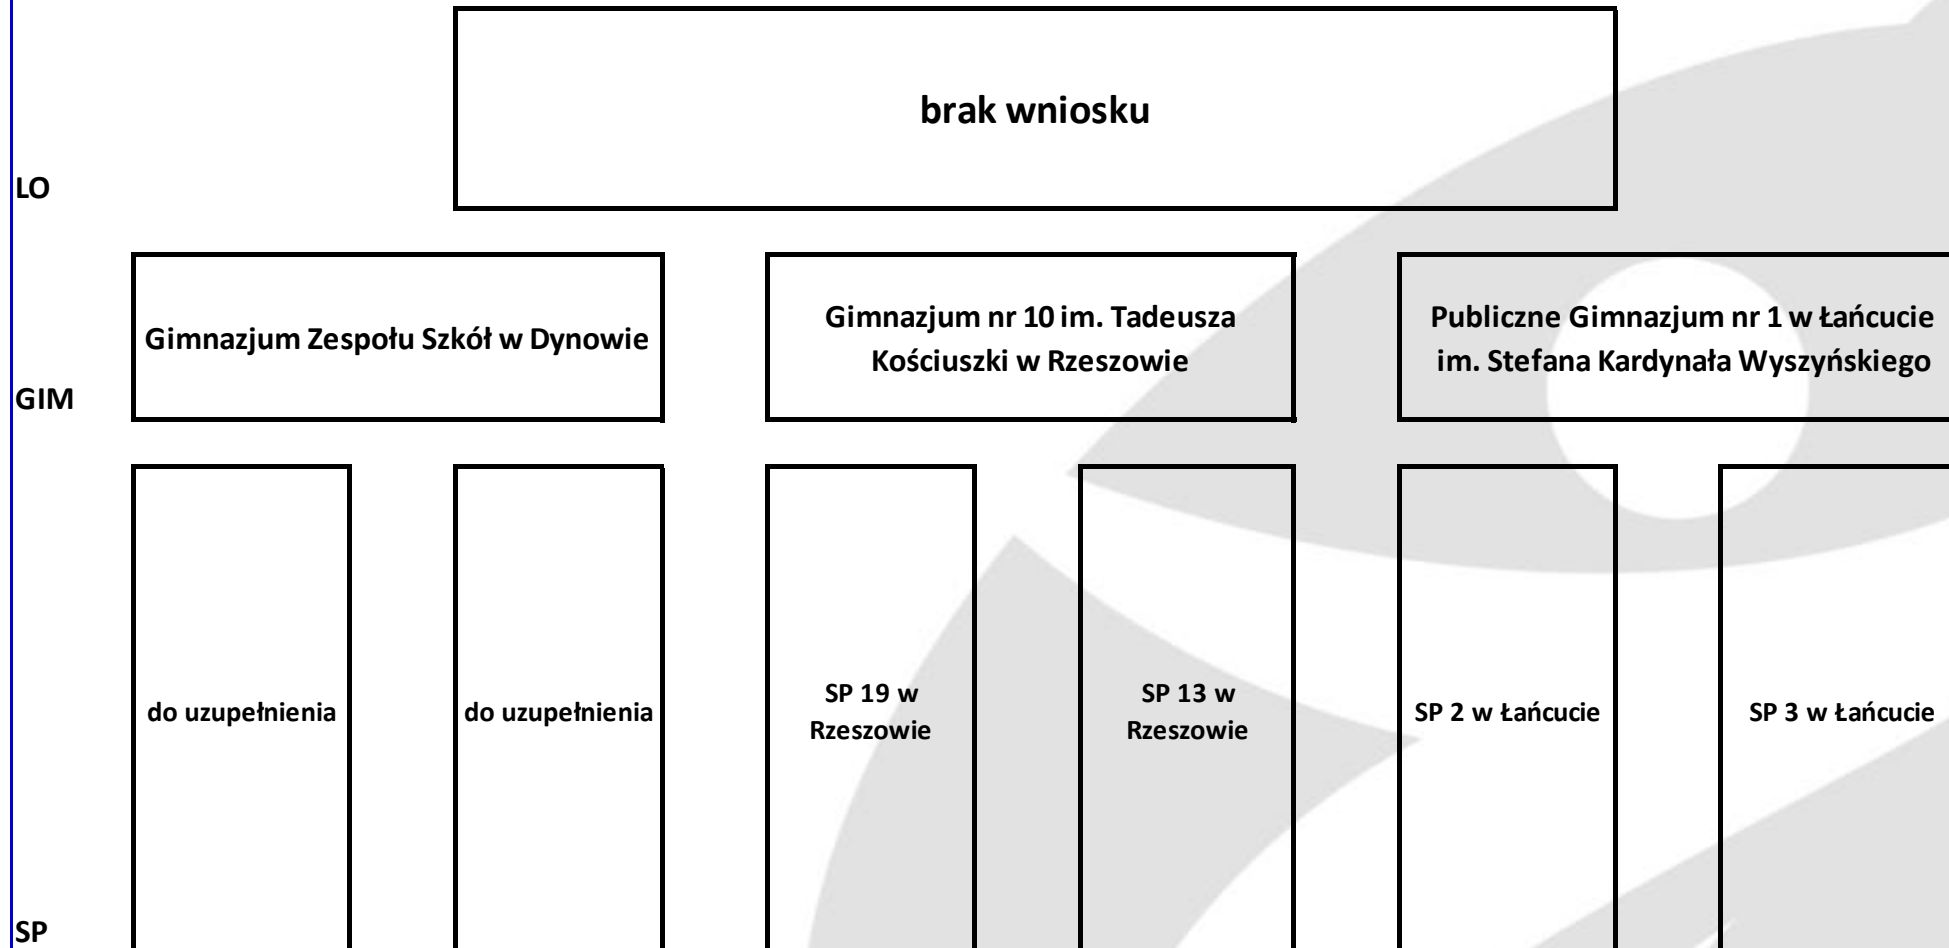 brak wniosku
LO
Gimnazjum Zespołu Szkół w Dynowie
Gimnazjum nr 10 im. Tadeusza
Kościuszki w Rzeszowie
Publiczne Gimnazjum nr 1 w Łańcucie
im. Stefana Kardynała Wyszyńskiego
GIM
do uzupełnienia
do uzupełnienia
SP 19 w
Rzeszowie
SP 13 w
Rzeszowie
SP 2 w Łańcucie
SP 3 w Łańcucie
SP